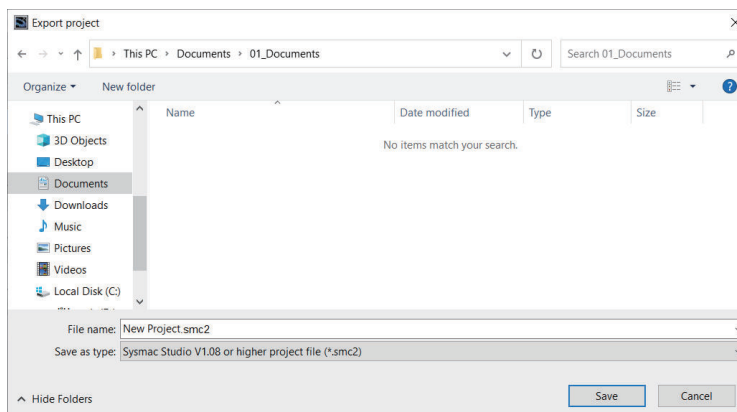 Export project
This PC > Documents > 01_Documents
Search 01_Documents
Organize
New folder
Name
Date modified
Type
Size
This PC
3D Objects
Desktop
Documents
Downloads
Music
Pictures
Videos
Local Disk (C:)
No items match your search.
File name: New Project.smc2
Save as type: Sysmac Studio V1.08 or higher project file (*.smc2)
Hide Folders
Save
Cancel